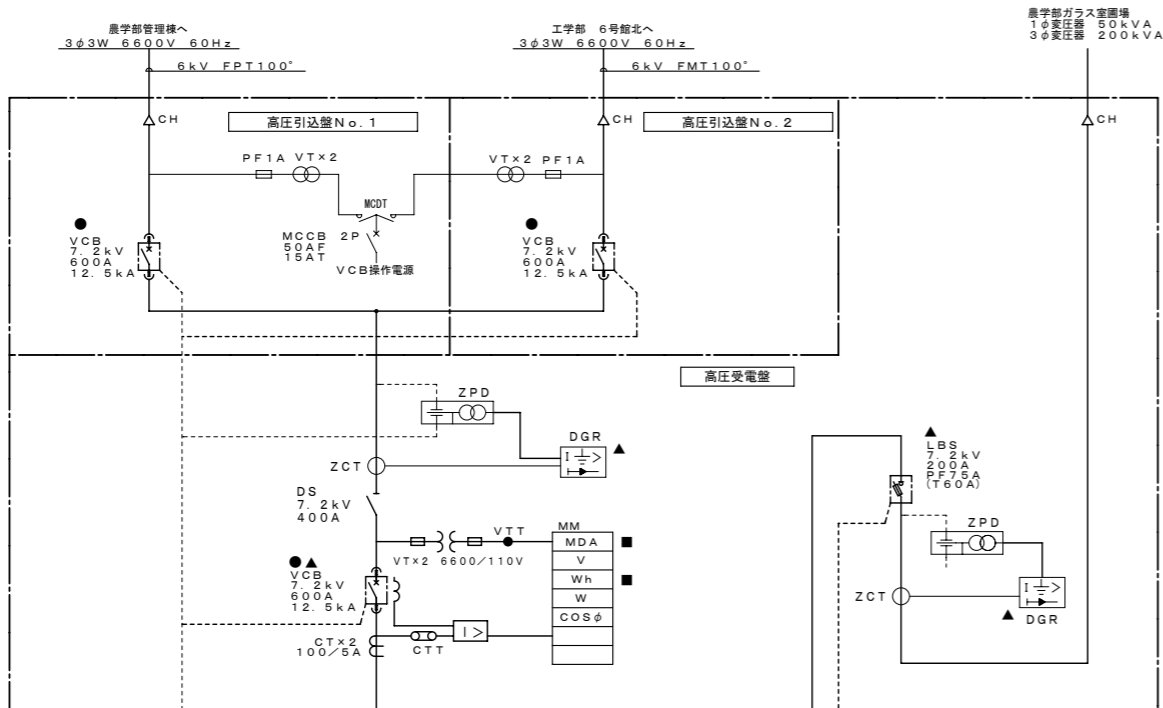 農学部管理棟へ
3φ3W 6600V 60Hz
6kV FPT100°
工学部 6号館北へ
3φ3W 6600V 60Hz
6kV FMT100°
農学部ガラス室圃場
1φ変圧器 50kVA
3φ変圧器 200kVA
CH
高圧引込盤No.1
CH
高圧引込盤No.2
CH
PF1A VT×2
VT×2 PF1A
MCDT
MCCB 2P
50AF
15AT
VCB操作電源
●
VCB
7.2kV
600A
12.5kA
●
VCB
7.2kV
600A
12.5kA
高圧受電盤
ZPD
DGR ▲
I >
ZCT
DS
7.2kV
400A
VTT
VT×2 6600/110V
MM
MDA ■
V
Wh ■
W
COSφ
●▲
VCB
7.2kV
600A
12.5kA
I>
CT×2
100/5A
CTT
▲
LBS
7.2kV
200A
PF75A
(T60A)
ZPD
I >
ZCT
▲ DGR